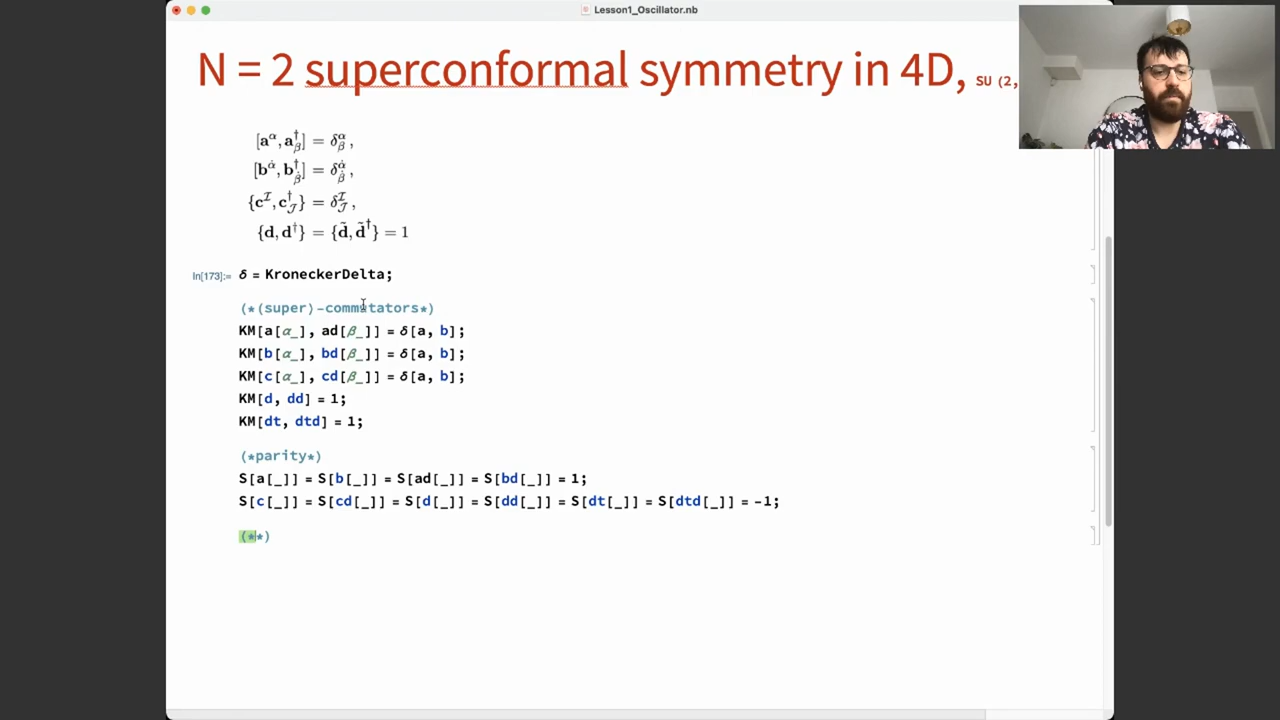 Lesson1_Oscillator.nb
N = 2 superconformal symmetry in 4D, SU (2,
[a^α, a^†_β] = δ^α_β,
[b^α̇, b^†_β̇] = δ^α̇_β̇,
{c^ℐ, c^†_𝒥} = δ^ℐ_𝒥,
{d, d^†} = {d̃, d̃^†} = 1
In[173]:= δ = KroneckerDelta;
(*(super)-commutators*)
KM[a[α_], ad[β_]] = δ[a, b];
KM[b[α_], bd[β_]] = δ[a, b];
KM[c[α_], cd[β_]] = δ[a, b];
KM[d, dd] = 1;
KM[dt, dtd] = 1;
(*parity*)
S[a[_]] = S[b[_]] = S[ad[_]] = S[bd[_]] = 1;
S[c[_]] = S[cd[_]] = S[d[_]] = S[dd[_]] = S[dt[_]] = S[dtd[_]] = -1;
(**)